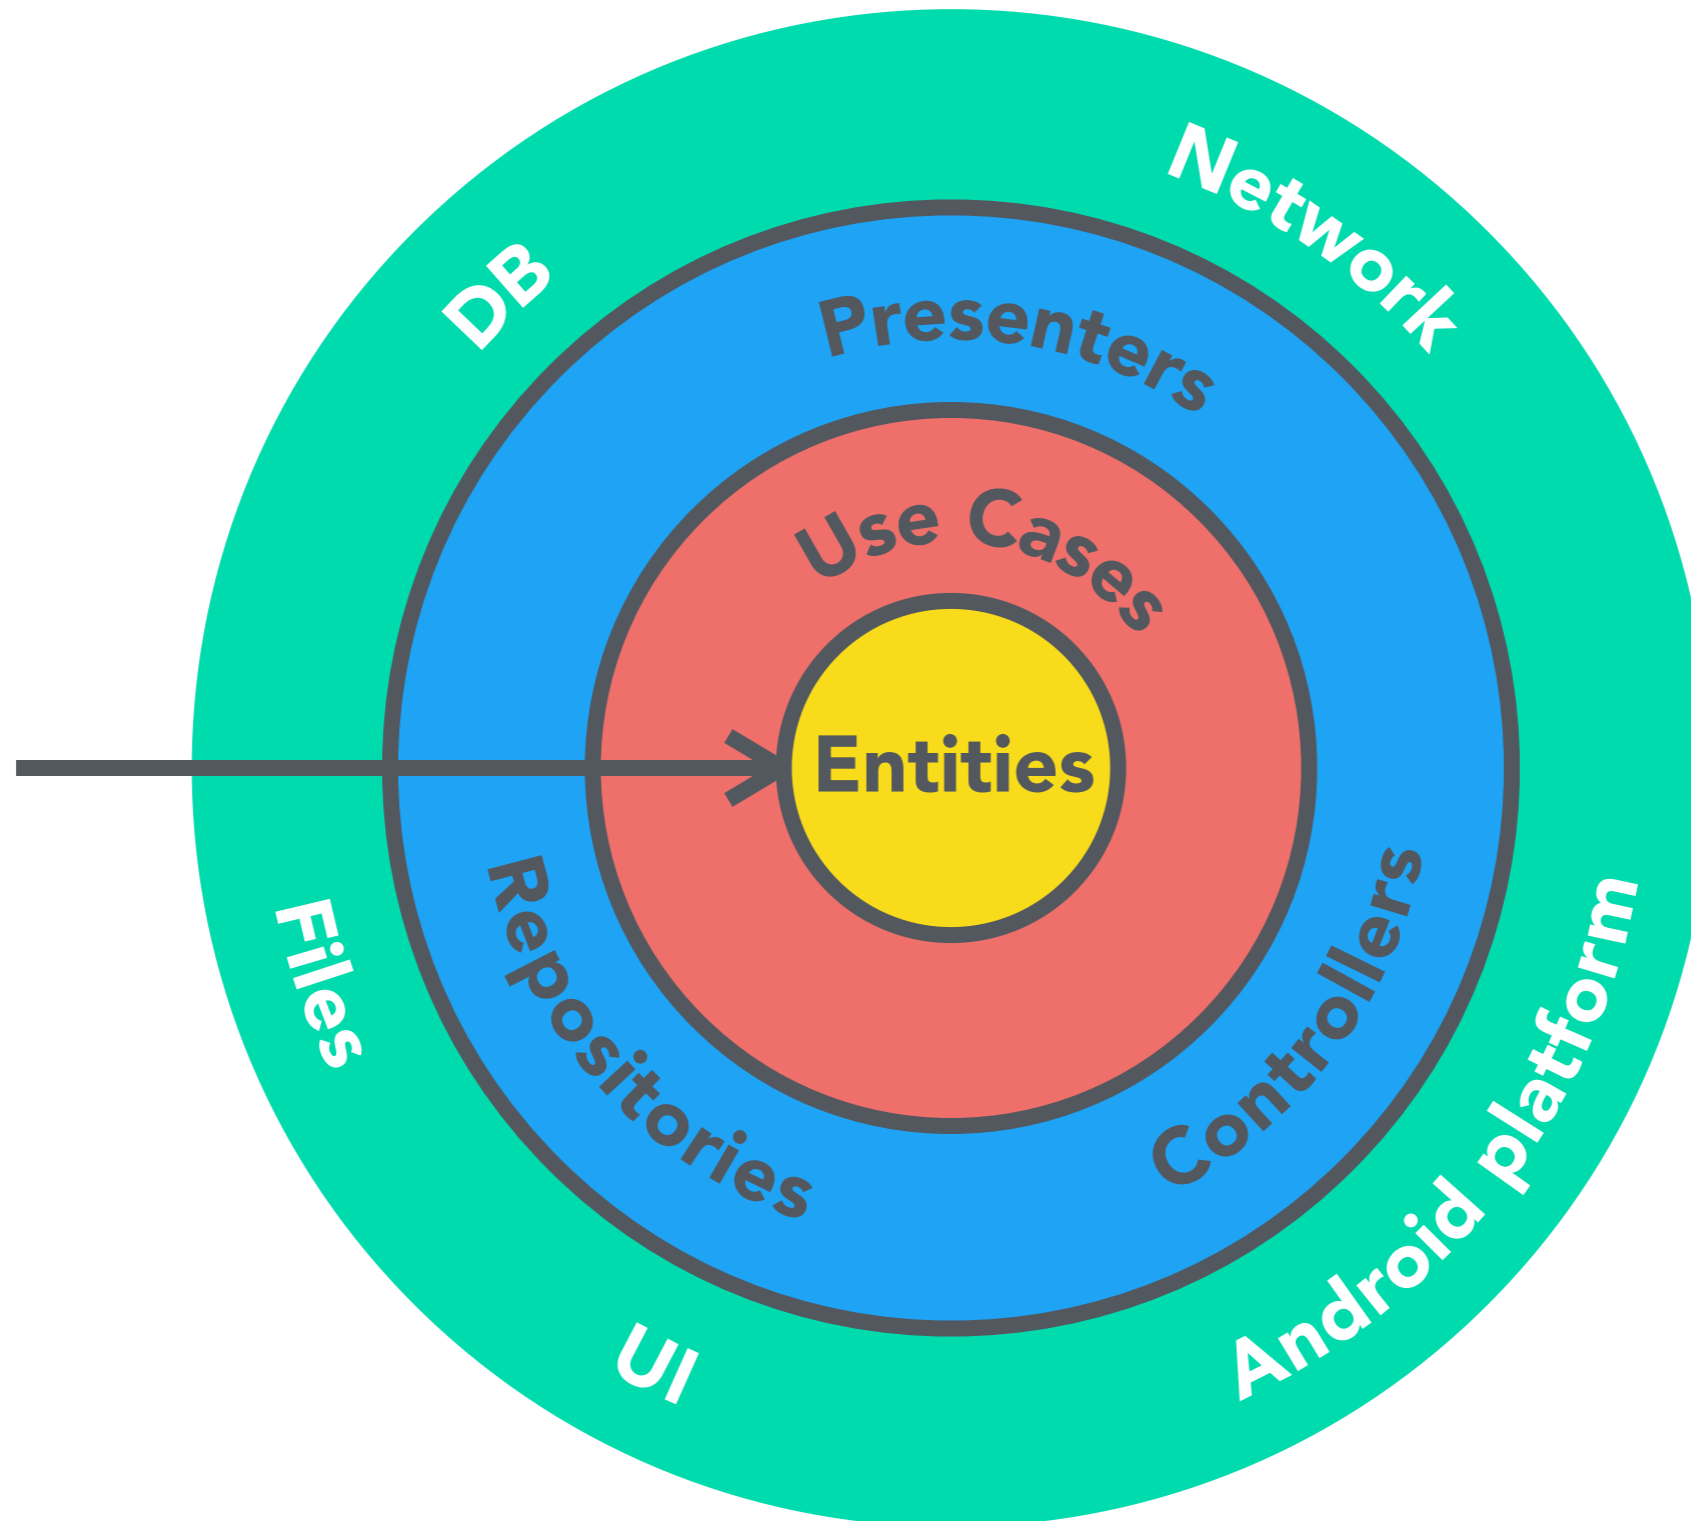 Network
DB
Presenters
Use Cases
Entities
Repositories
Controllers
Files
Android platform
UI